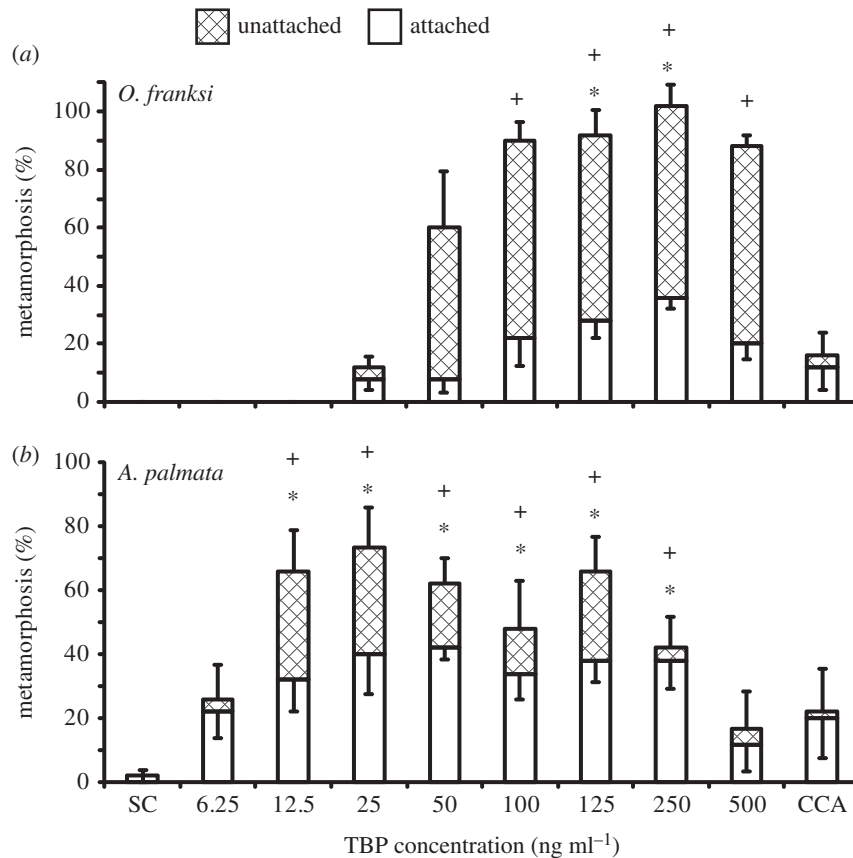 unattached attached
(a)
O. franksi
+ + + + +
* *
100
80
60
40
20
0
metamorphosis (%)
(b)
A. palmata
+ + + + + +
* * * * * *
100
80
60
40
20
0
metamorphosis (%)
SC 6.25 12.5 25 50 100 125 250 500 CCA
TBP concentration (ng ml⁻¹)